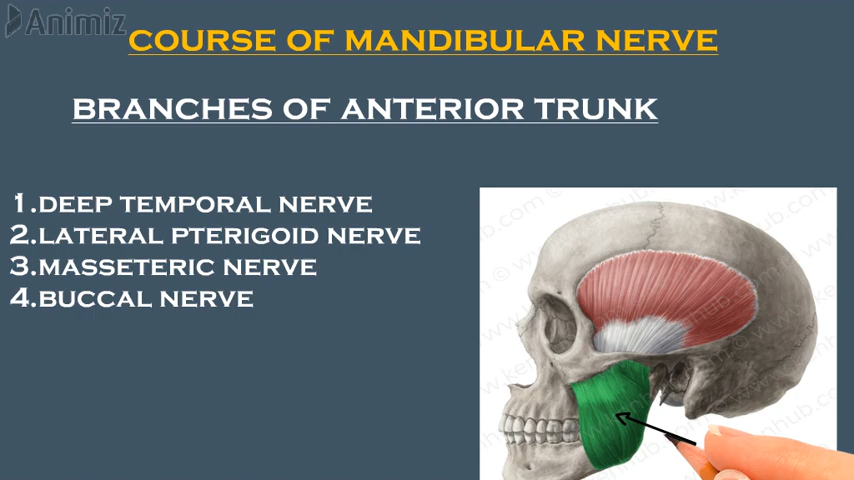 Animiz
COURSE OF MANDIBULAR NERVE
BRANCHES OF ANTERIOR TRUNK
1.DEEP TEMPORAL NERVE
2.LATERAL PTERIGOID NERVE
3.MASSETERIC NERVE
4.BUCCAL NERVE